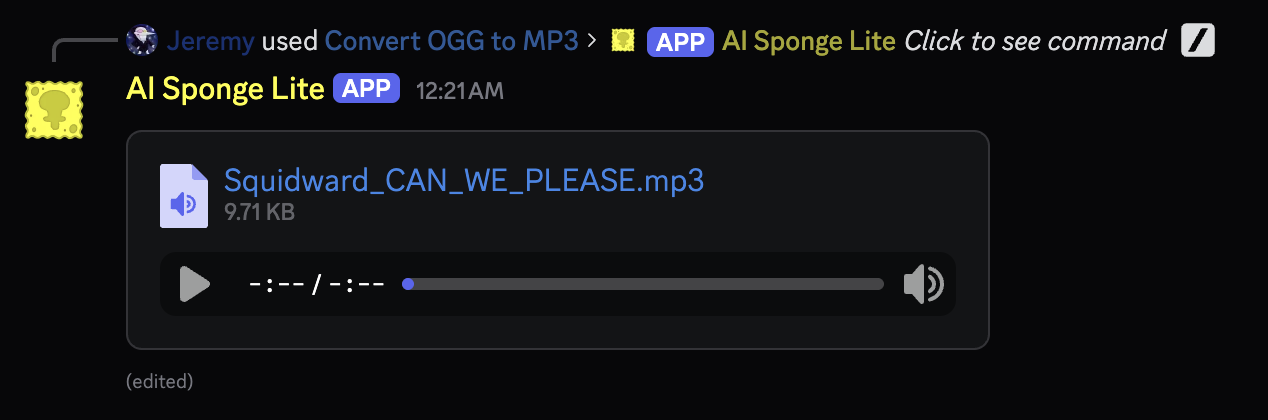 Jeremy used Convert OGG to MP3 > APP AI Sponge Lite Click to see command /
AI Sponge Lite APP 12:21 AM
Squidward_CAN_WE_PLEASE.mp3
9.71 KB
-:-- / -:--
(edited)